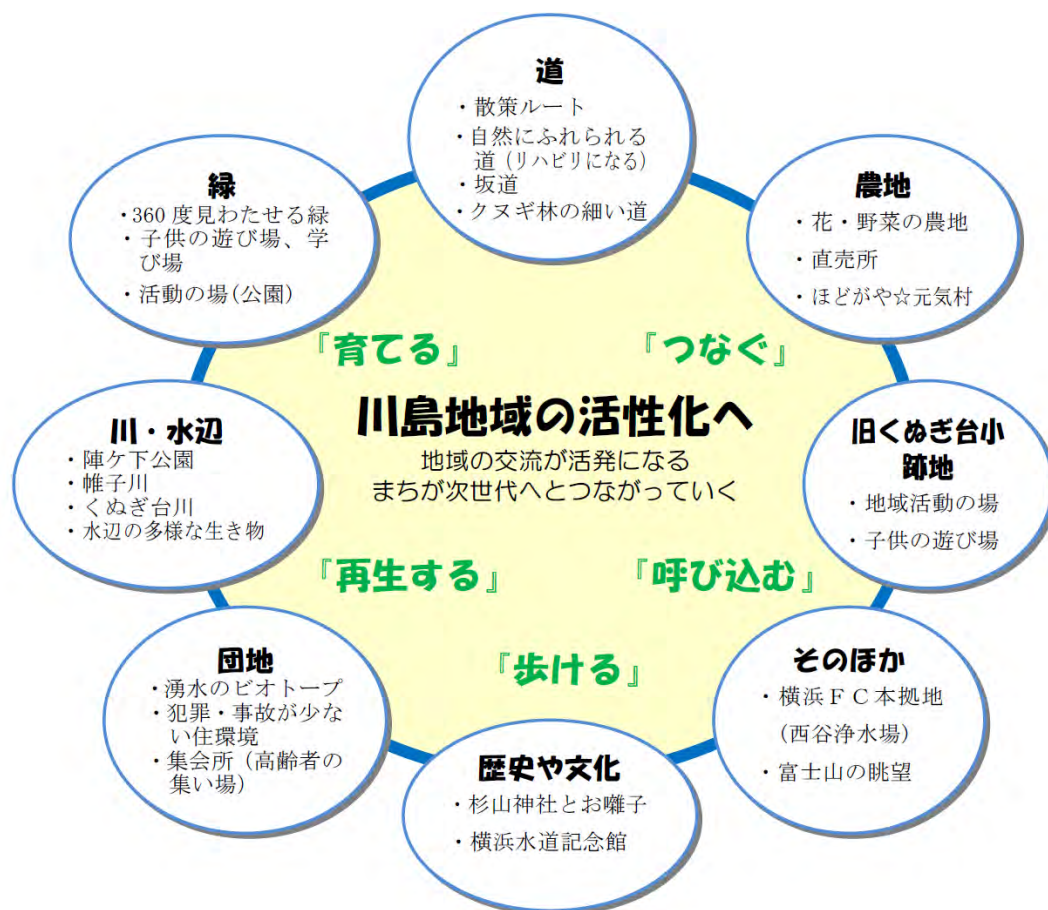 道
・散策ルート
・自然にふれられる
道（リハビリになる）
・坂道
・クヌギ林の細い道
緑
・360度見わたせる緑
・子供の遊び場、学
び場
・活動の場（公園）
農地
・花・野菜の農地
・直売所
・ほどがや☆元気村
『育てる』
『つなぐ』
川島地域の活性化へ
地域の交流が活発になる
まちが次世代へとつながっていく
川・水辺
・陣ケ下公園
・帷子川
・くぬぎ台川
・水辺の多様な生き物
旧くぬぎ台小
跡地
・地域活動の場
・子供の遊び場
『再生する』
『呼び込む』
『歩ける』
団地
・湧水のビオトープ
・犯罪・事故が少な
い住環境
・集会所（高齢者の
集い場）
歴史や文化
・杉山神社とお囃子
・横浜水道記念館
そのほか
・横浜ＦＣ本拠地
（西谷浄水場）
・富士山の眺望